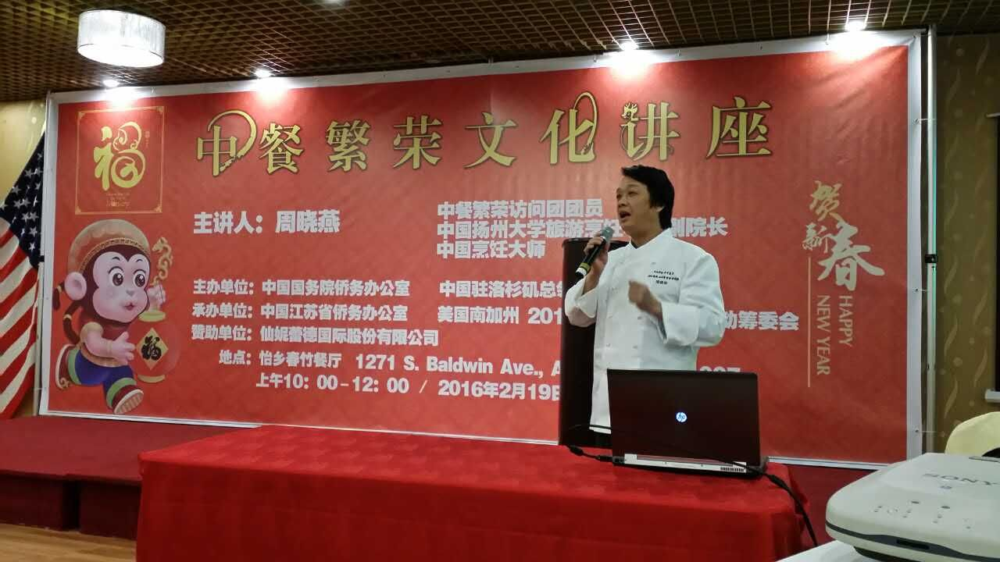 福
中餐繁荣文化讲座
主讲人：周晓燕
中餐繁荣访问团团员
中国扬州大学旅游烹饪 副院长
中国烹饪大师
主办单位：中国国务院侨务办公室 中国驻洛杉矶总
承办单位：中国江苏省侨务办公室 美国南加州 201 筹委会
赞助单位：仙妮蕾德国际股份有限公司
地点：怡乡春竹餐厅 1271 S. Baldwin Ave., A
上午10：00-12：00 / 2016年2月19日
贺新春
HAPPY
NEW YEAR
福
hp
SONY